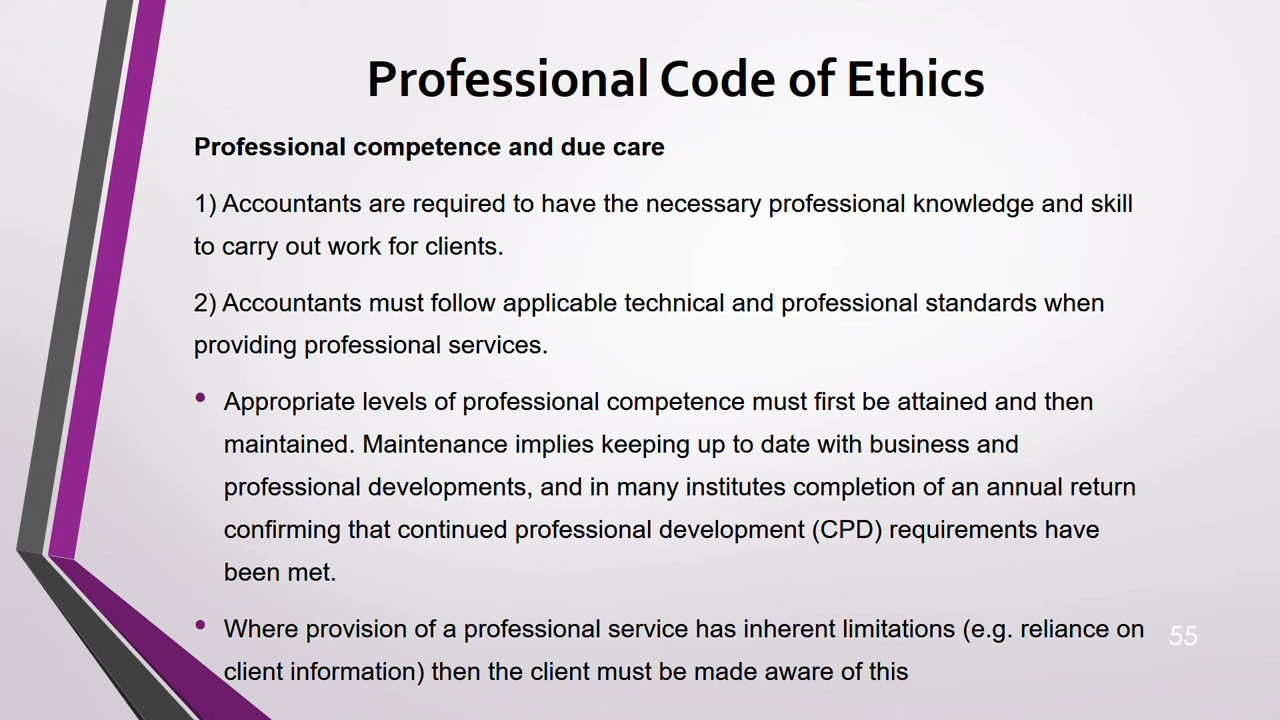 Professional Code of Ethics
Professional competence and due care
1) Accountants are required to have the necessary professional knowledge and skill
to carry out work for clients.
2) Accountants must follow applicable technical and professional standards when
providing professional services.
• Appropriate levels of professional competence must first be attained and then
maintained. Maintenance implies keeping up to date with business and
professional developments, and in many institutes completion of an annual return
confirming that continued professional development (CPD) requirements have
been met.
• Where provision of a professional service has inherent limitations (e.g. reliance on
client information) then the client must be made aware of this
55